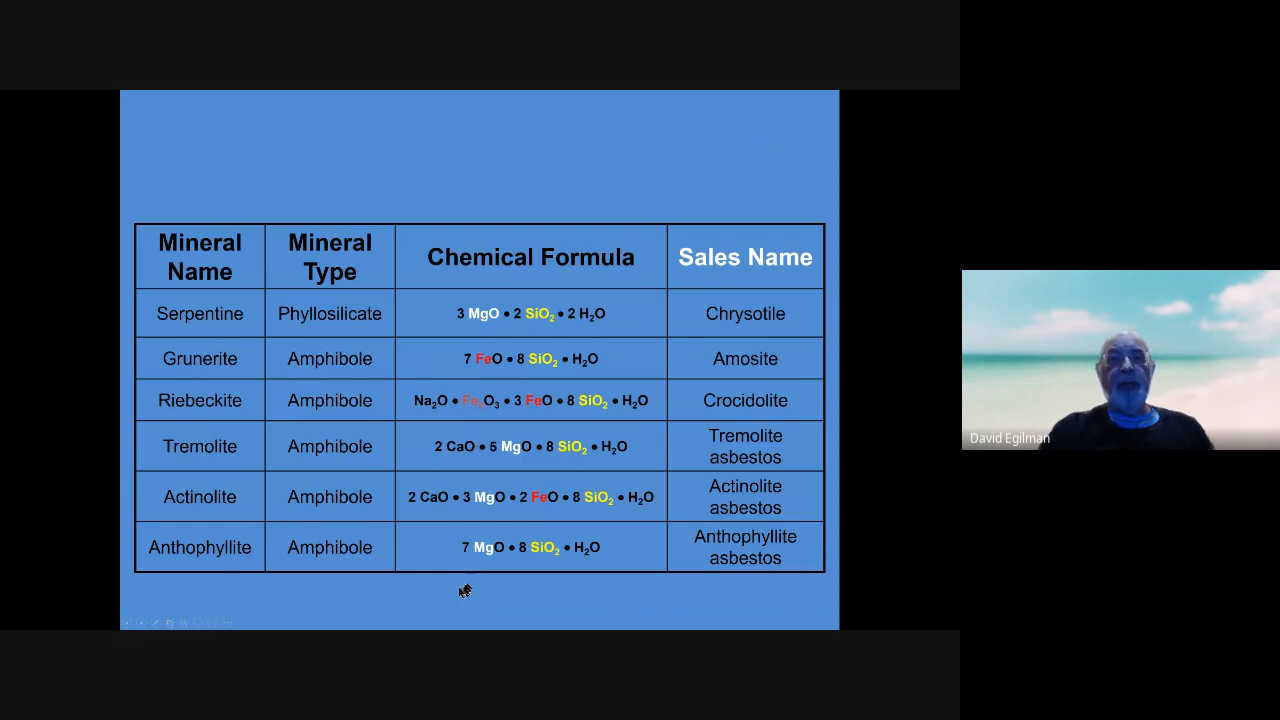 Mineral Name | Mineral Type | Chemical Formula | Sales Name
Serpentine | Phyllosilicate | 3 MgO • 2 SiO₂ • 2 H₂O | Chrysotile
Grunerite | Amphibole | 7 FeO • 8 SiO₂ • H₂O | Amosite
Riebeckite | Amphibole | Na₂O • Fe₂O₃ • 3 FeO • 8 SiO₂ • H₂O | Crocidolite
Tremolite | Amphibole | 2 CaO • 5 MgO • 8 SiO₂ • H₂O | Tremolite asbestos
Actinolite | Amphibole | 2 CaO • 3 MgO • 2 FeO • 8 SiO₂ • H₂O | Actinolite asbestos
Anthophyllite | Amphibole | 7 MgO • 8 SiO₂ • H₂O | Anthophyllite asbestos
David Egilman